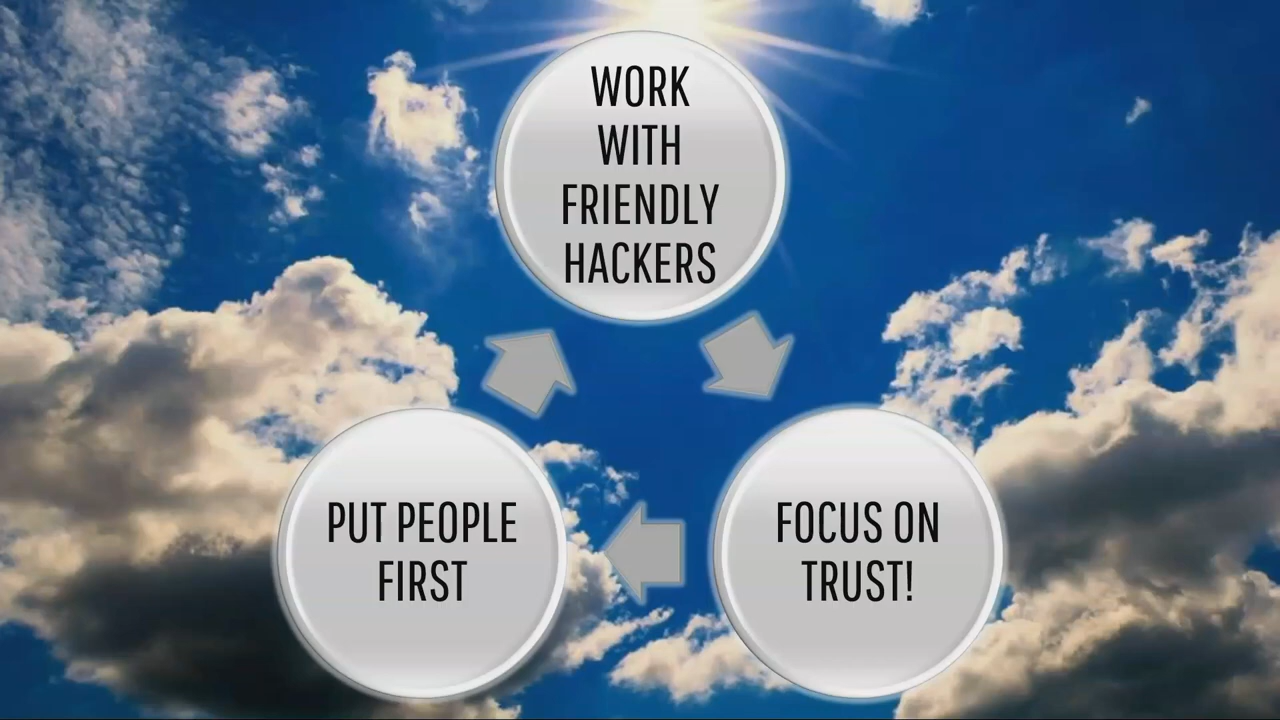 WORK
WITH
FRIENDLY
HACKERS
PUT PEOPLE
FIRST
FOCUS ON
TRUST!